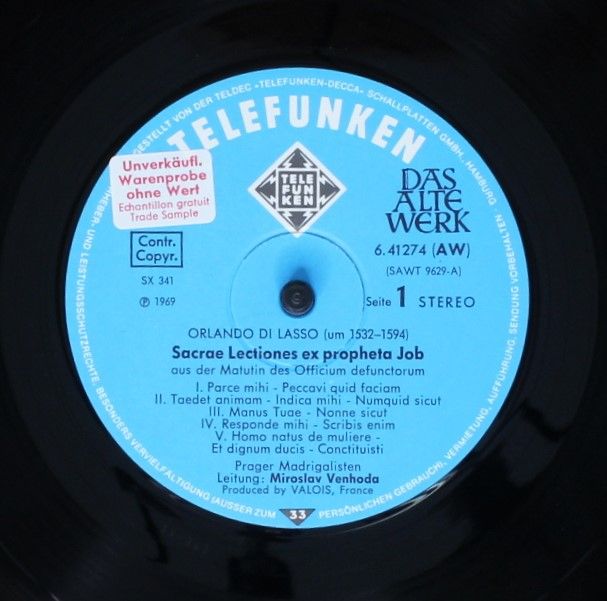 GESTELLT VON DER TELDEC »TELEFUNKEN-DECCA« SCHALLPLATTEN GMBH · HAMBURG
TELEFUNKEN
Unverkäufl.
Warenprobe
ohne Wert
Echantillon gratuit
Trade Sample
TELE
FUN
KEN
DAS
ALTE
WERK
Contr.
Copyr.
6.41274 (AW)
(SAWT 9629-A)
SX 341
℗ 1969
Seite 1 STEREO
ORLANDO DI LASSO (um 1532–1594)
Sacrae Lectiones ex propheta Job
aus der Matutin des Officium defunctorum
I. Parce mihi - Peccavi quid faciam
II. Taedet animam - Indica mihi - Numquid sicut
III. Manus Tuae - Nonne sicut
IV. Responde mihi - Scribis enim
V. Homo natus de muliere -
Et dignum ducis - Conctituisti
Prager Madrigalisten
Leitung: Miroslav Venhoda
Produced by VALOIS, France
33
HEBER- UND LEISTUNGSSCHUTZRECHTE, BESONDERS VERVIELFÄLTIGUNG (AUSSER ZUM PERSÖNLICHEN GEBRAUCH), VERMIETUNG, AUFFÜHRUNG, SENDUNG VORBEHALTEN.